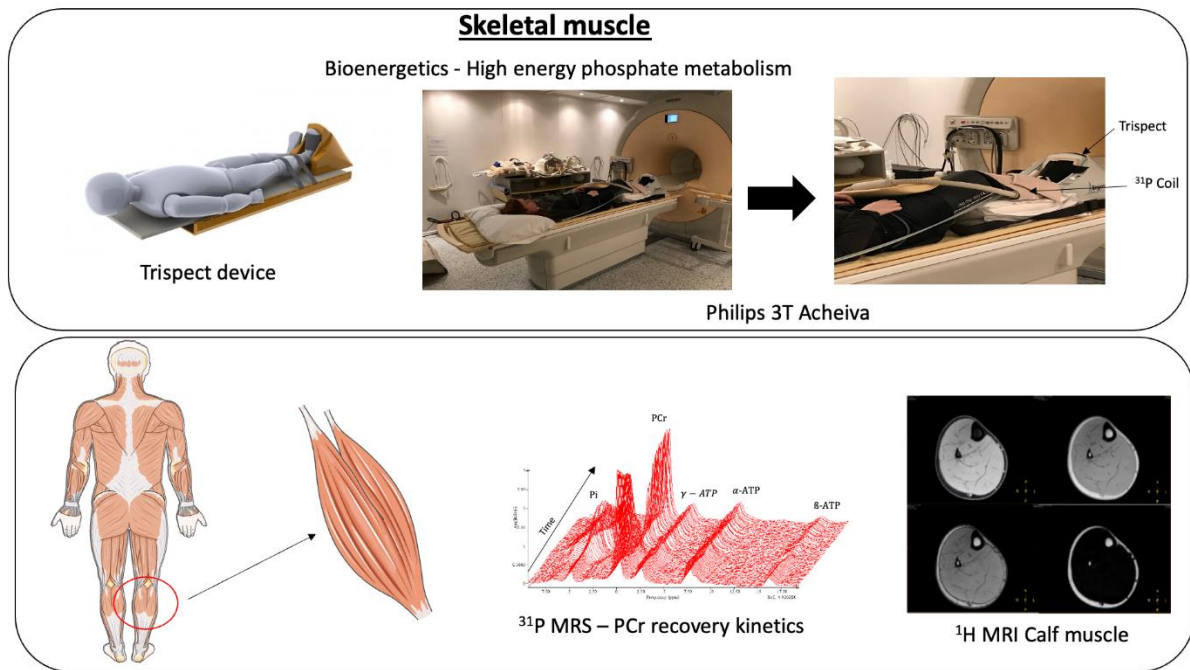 Skeletal muscle
Bioenergetics - High energy phosphate metabolism
Trispect
³¹P Coil
Trispect device
Philips 3T Acheiva
PCr
Time
Pi
γ − ATP
α-ATP
ß-ATP
³¹P MRS – PCr recovery kinetics
¹H MRI Calf muscle